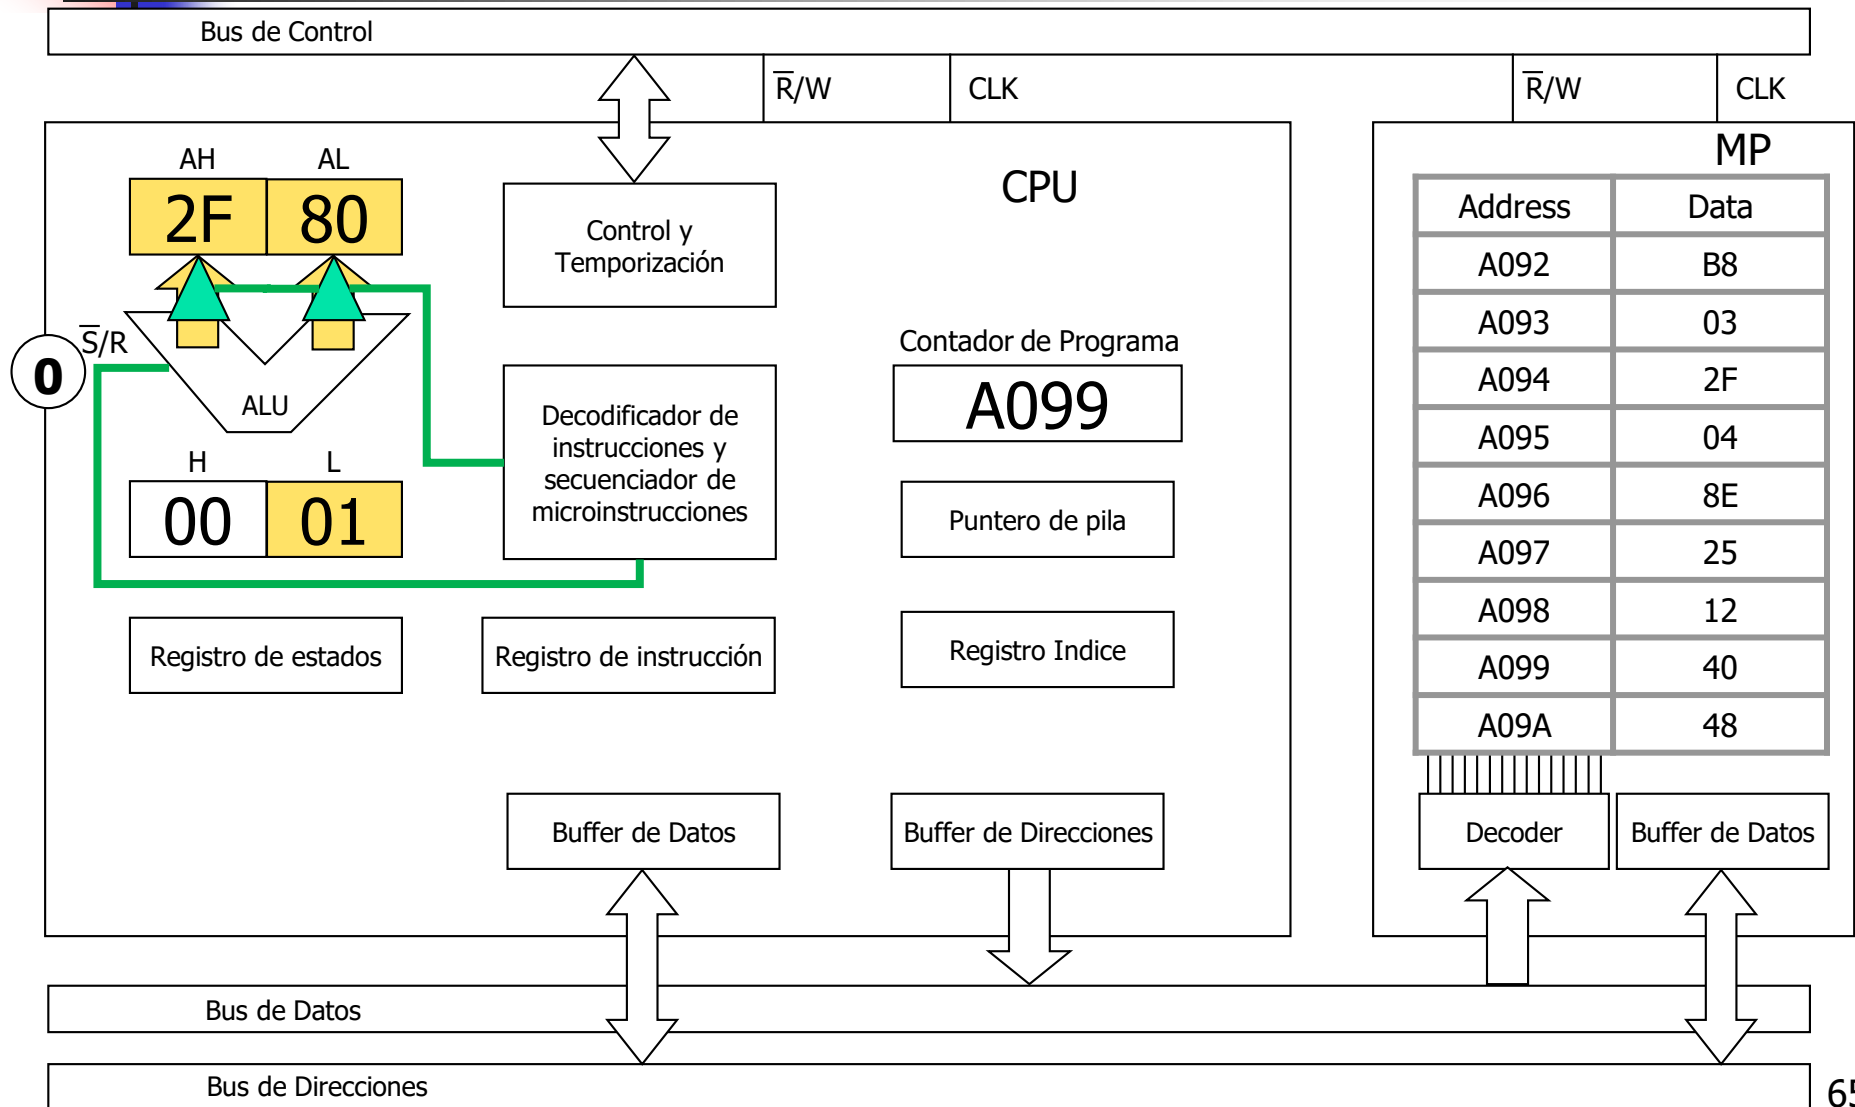 Bus de Control
R̅/W
CLK
R̅/W
CLK
AH
AL
2F
80
Control y
Temporización
CPU
MP
Address
Data
A092
B8
A093
03
A094
2F
A095
04
A096
8E
A097
25
A098
12
A099
40
A09A
48
0
S̅/R
ALU
H
L
00
01
Decodificador de
instrucciones y
secuenciador de
microinstrucciones
Contador de Programa
A099
Puntero de pila
Registro de estados
Registro de instrucción
Registro Indice
Buffer de Datos
Buffer de Direcciones
Decoder
Buffer de Datos
Bus de Datos
Bus de Direcciones
65